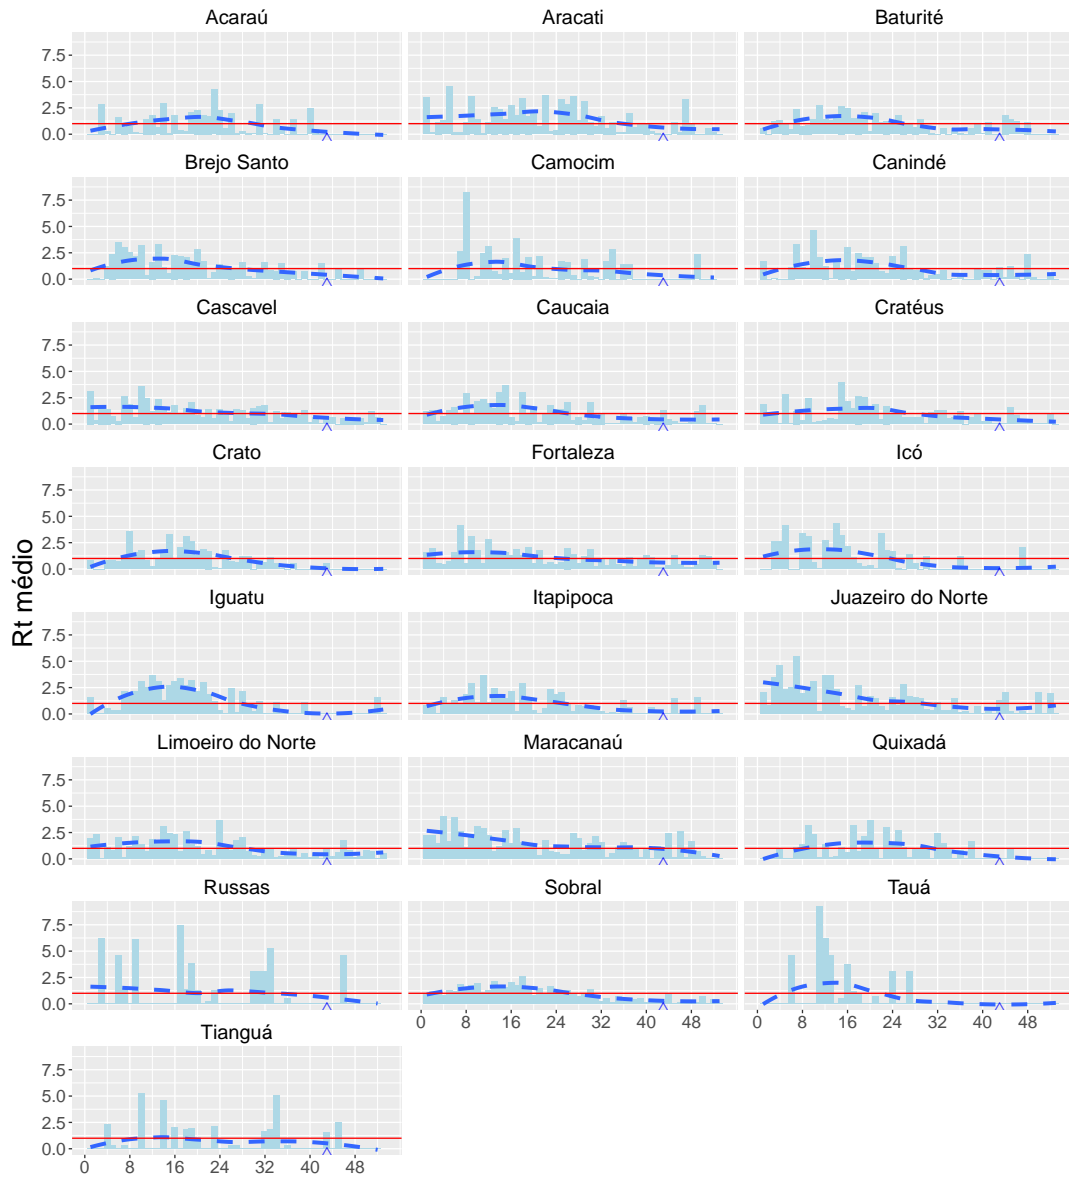 Acaraú Aracati Baturité
7.5
5.0
2.5
0.0
Brejo Santo Camocim Canindé
7.5
5.0
2.5
0.0
Cascavel Caucaia Cratéus
7.5
5.0
2.5
0.0
Crato Fortaleza Icó
7.5
5.0
2.5
0.0
Rt médio
Iguatu Itapipoca Juazeiro do Norte
7.5
5.0
2.5
0.0
Limoeiro do Norte Maracanaú Quixadá
7.5
5.0
2.5
0.0
Russas Sobral Tauá
7.5
5.0
2.5
0.0
0 8 16 24 32 40 48 0 8 16 24 32 40 48
Tianguá
7.5
5.0
2.5
0.0
0 8 16 24 32 40 48